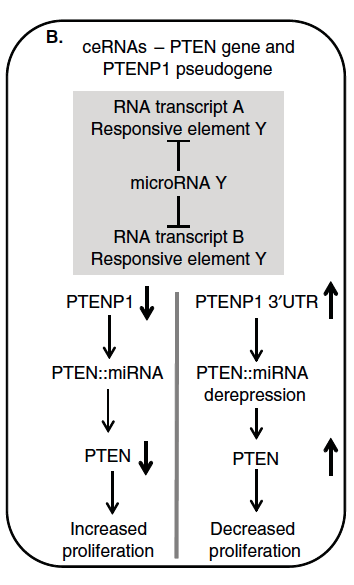 B.
ceRNAs – PTEN gene and
PTENP1 pseudogene
RNA transcript A
Responsive element Y
microRNA Y
RNA transcript B
Responsive element Y
PTENP1
PTEN::miRNA
PTEN
Increased
proliferation
PTENP1 3′UTR
PTEN::miRNA
derepression
PTEN
Decreased
proliferation